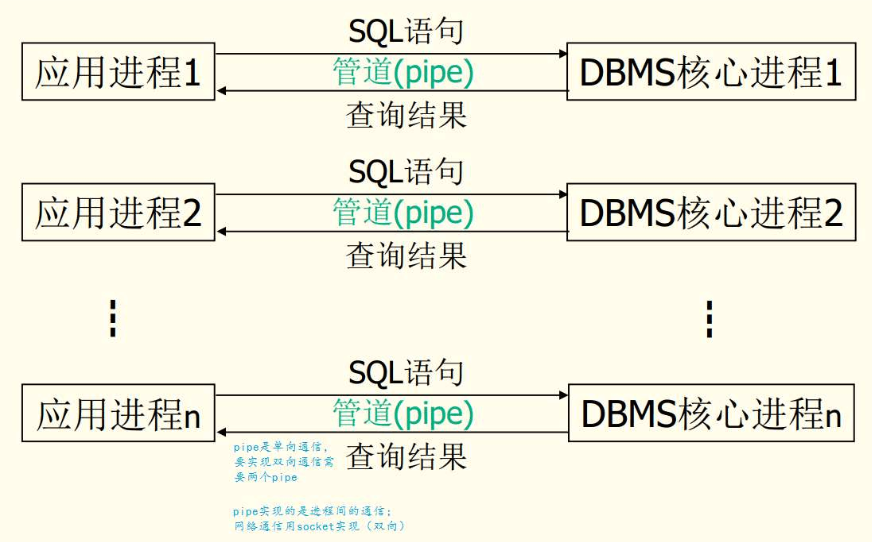 SQL语句
应用进程1
管道(pipe)
DBMS核心进程1
查询结果
SQL语句
应用进程2
管道(pipe)
DBMS核心进程2
查询结果
SQL语句
应用进程n
管道(pipe)
DBMS核心进程n
查询结果
pipe是单向通信，
要实现双向通信需
要两个pipe
pipe实现的是进程间的通信；
网络通信用socket实现（双向）